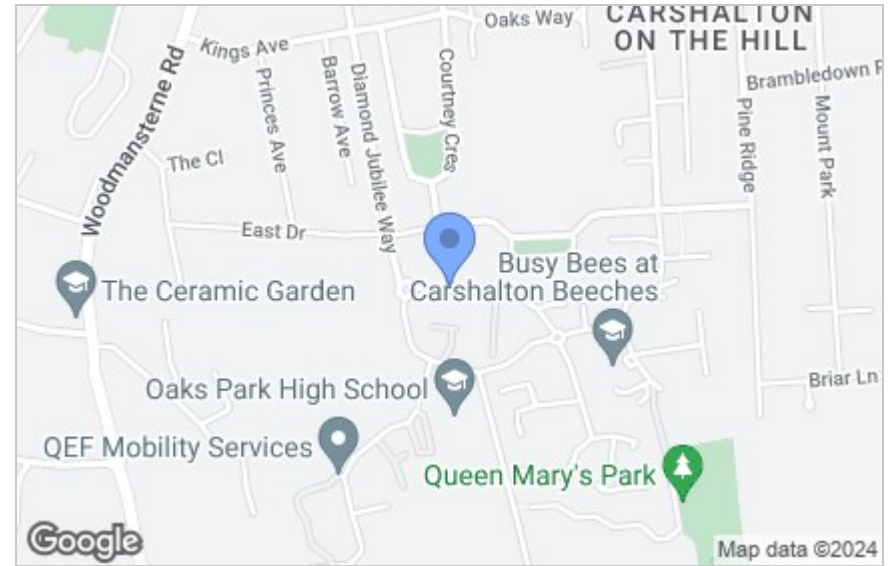 CARSHALTON
ON THE HILL
Oaks Way
Kings Ave
Courtney Cres
Diamond Jubilee Way
Barrow Ave
Princes Ave
Brambledown R
Mount Park
Pine Ridge
Woodmansterne Rd
The Cl
East Dr
Busy Bees at
Carshalton Beeches
The Ceramic Garden
Oaks Park High School
Briar Ln
QEF Mobility Services
Queen Mary's Park
Google
Map data ©2024